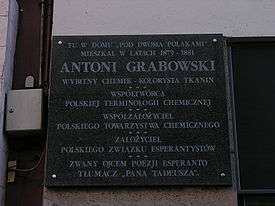 TU W DOMU „POD DWOMA POLAKAMI”
MIESZKAŁ W LATACH 1879 - 1881
ANTONI GRABOWSKI
WYBITNY CHEMIK - KOLORYSTA TKANIN
WSPÓŁTWÓRCA
POLSKIEJ TERMINOLOGII CHEMICZNEJ
WSPÓŁZAŁOŻYCIEL
POLSKIEGO TOWARZYSTWA CHEMICZNEGO
ZAŁOŻYCIEL
POLSKIEGO ZWIĄZKU ESPERANTYSTÓW
ZWANY OJCEM POEZJI ESPERANTO
TŁUMACZ „PANA TADEUSZA”.